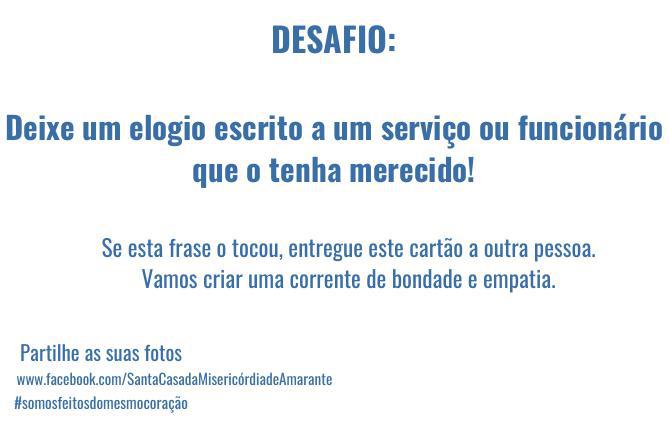 DESAFIO:
Deixe um elogio escrito a um serviço ou funcionário
que o tenha merecido!
Se esta frase o tocou, entregue este cartão a outra pessoa.
Vamos criar uma corrente de bondade e empatia.
Partilhe as suas fotos
www.facebook.com/SantaCasadaMisericórdiadeAmarante
#somosfeitosdomesmocoração